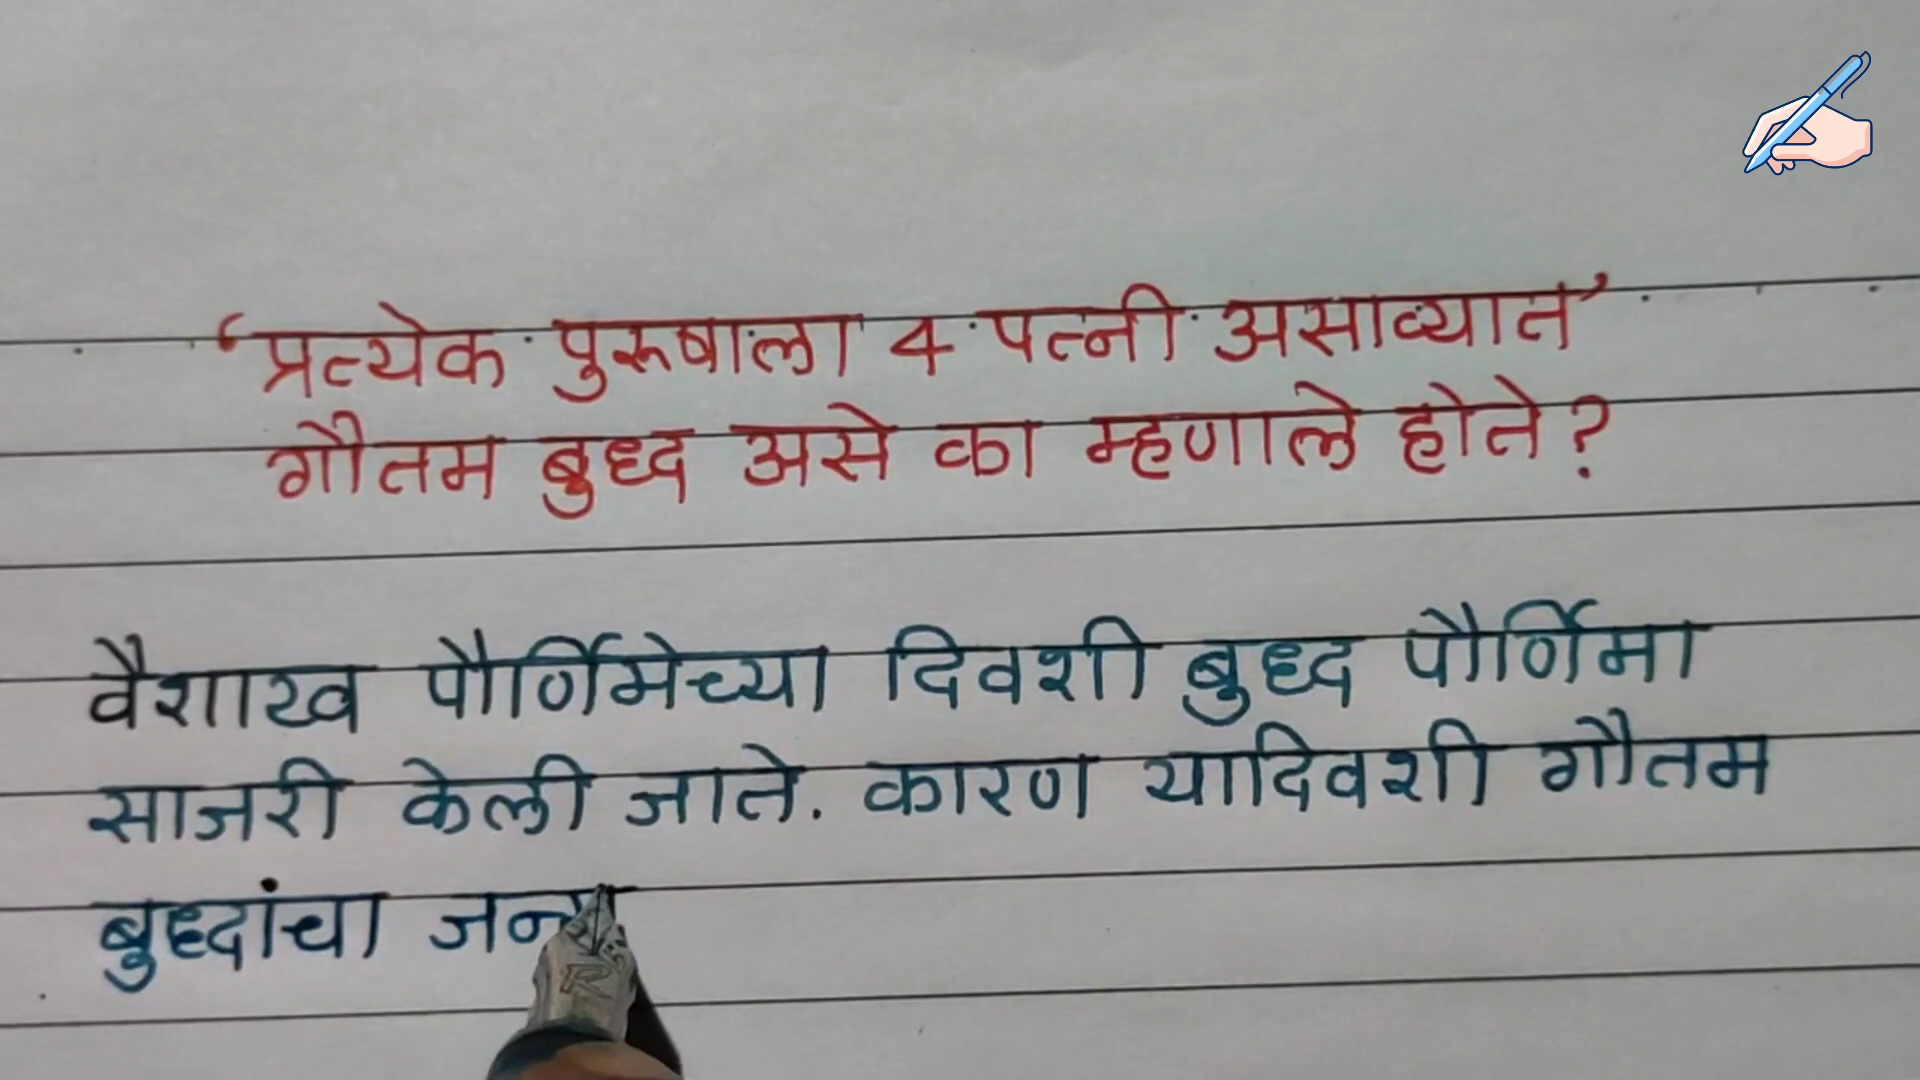 ‘प्रत्येक पुरूषाला 4 पत्नी असाव्यात’
गौतम बुध्द असे का म्हणाले होते?
वैशाख पौर्णिमेच्या दिवशी बुध्द पौर्णिमा
साजरी केली जाते. कारण यादिवशी गौतम
बुध्दांचा